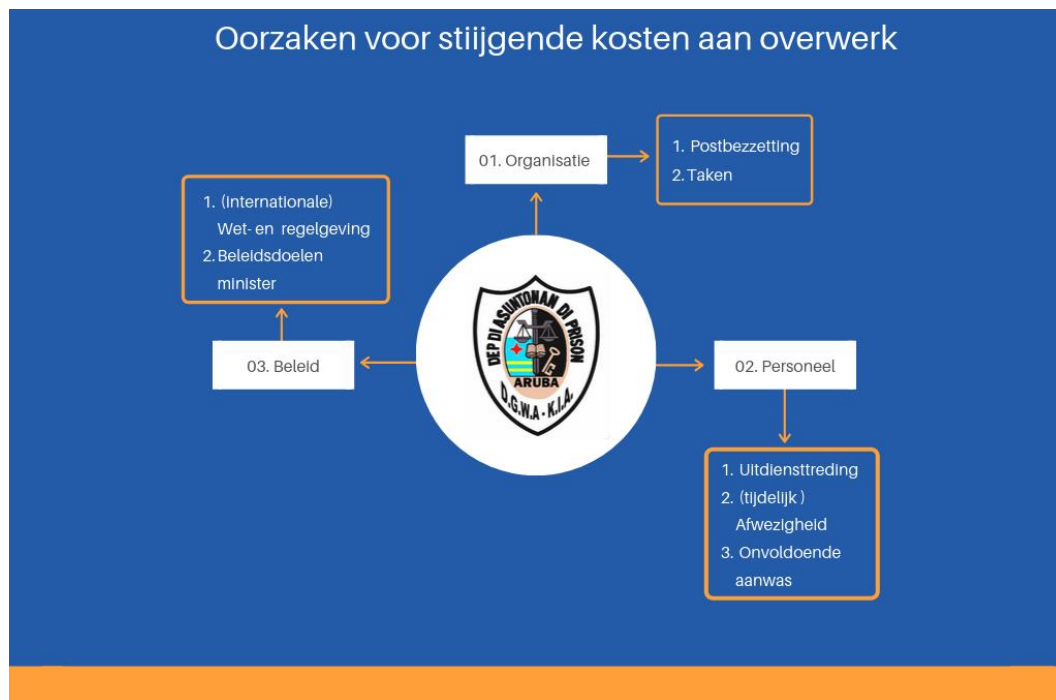 Oorzaken voor stiijgende kosten aan overwerk
01. Organisatie
1. Postbezzetting
2. Taken
1. (internationale)
Wet- en regelgeving
2. Beleidsdoelen
minister
03. Beleid
DEP DI ASUNTONAN DI PRISON
ARUBA
D.G.W.A - K.I.A.
02. Personeel
1. Uitdiensttreding
2. (tijdelijk )
Afwezigheid
3. Onvoldoende
aanwas